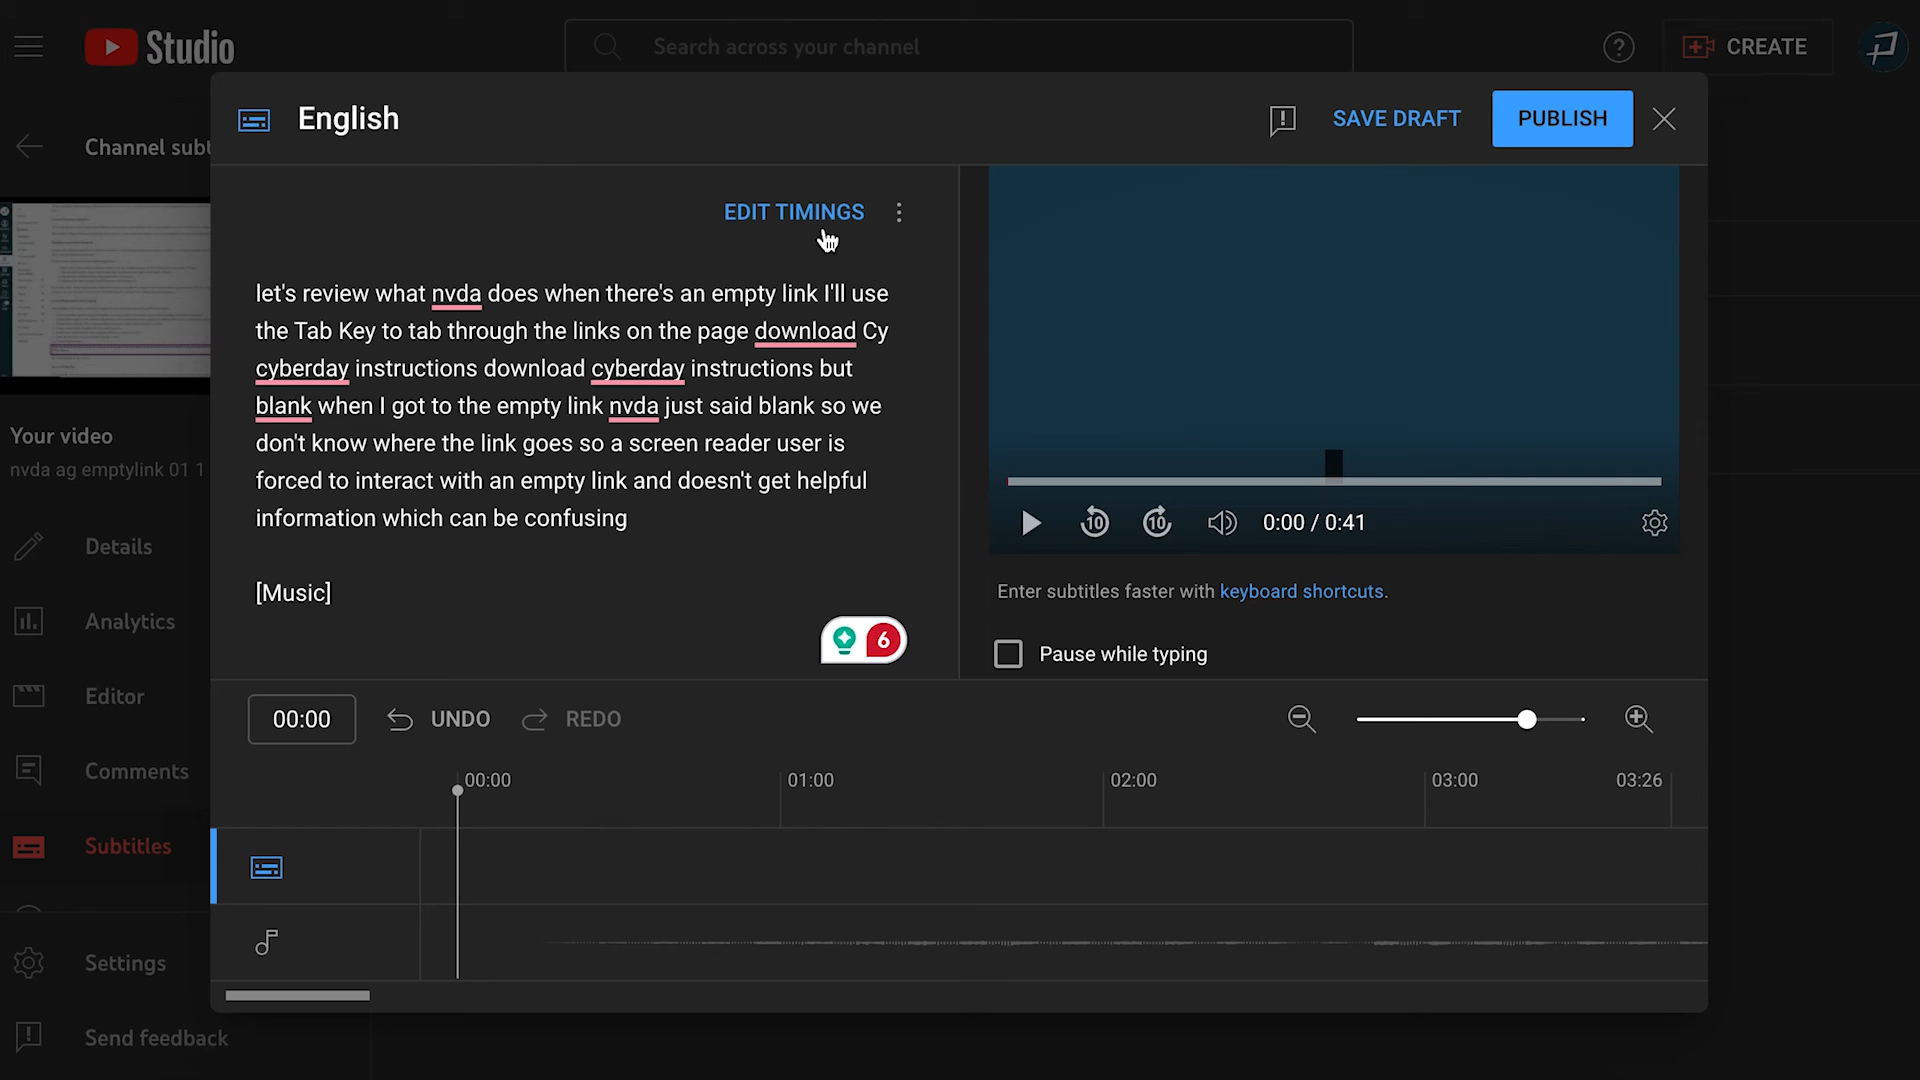 Studio
Search across your channel
?
CREATE
English
SAVE DRAFT
PUBLISH
Channel subt
EDIT TIMINGS
let's review what nvda does when there's an empty link I'll use
the Tab Key to tab through the links on the page download Cy
cyberday instructions download cyberday instructions but
blank when I got to the empty link nvda just said blank so we
don't know where the link goes so a screen reader user is
forced to interact with an empty link and doesn't get helpful
information which can be confusing
[Music]
6
10
10
0:00 / 0:41
Enter subtitles faster with keyboard shortcuts.
Pause while typing
Your video
nvda ag emptylink 01 1
Details
Analytics
Editor
Comments
Subtitles
Settings
Send feedback
00:00
UNDO
REDO
00:00
01:00
02:00
03:00
03:26